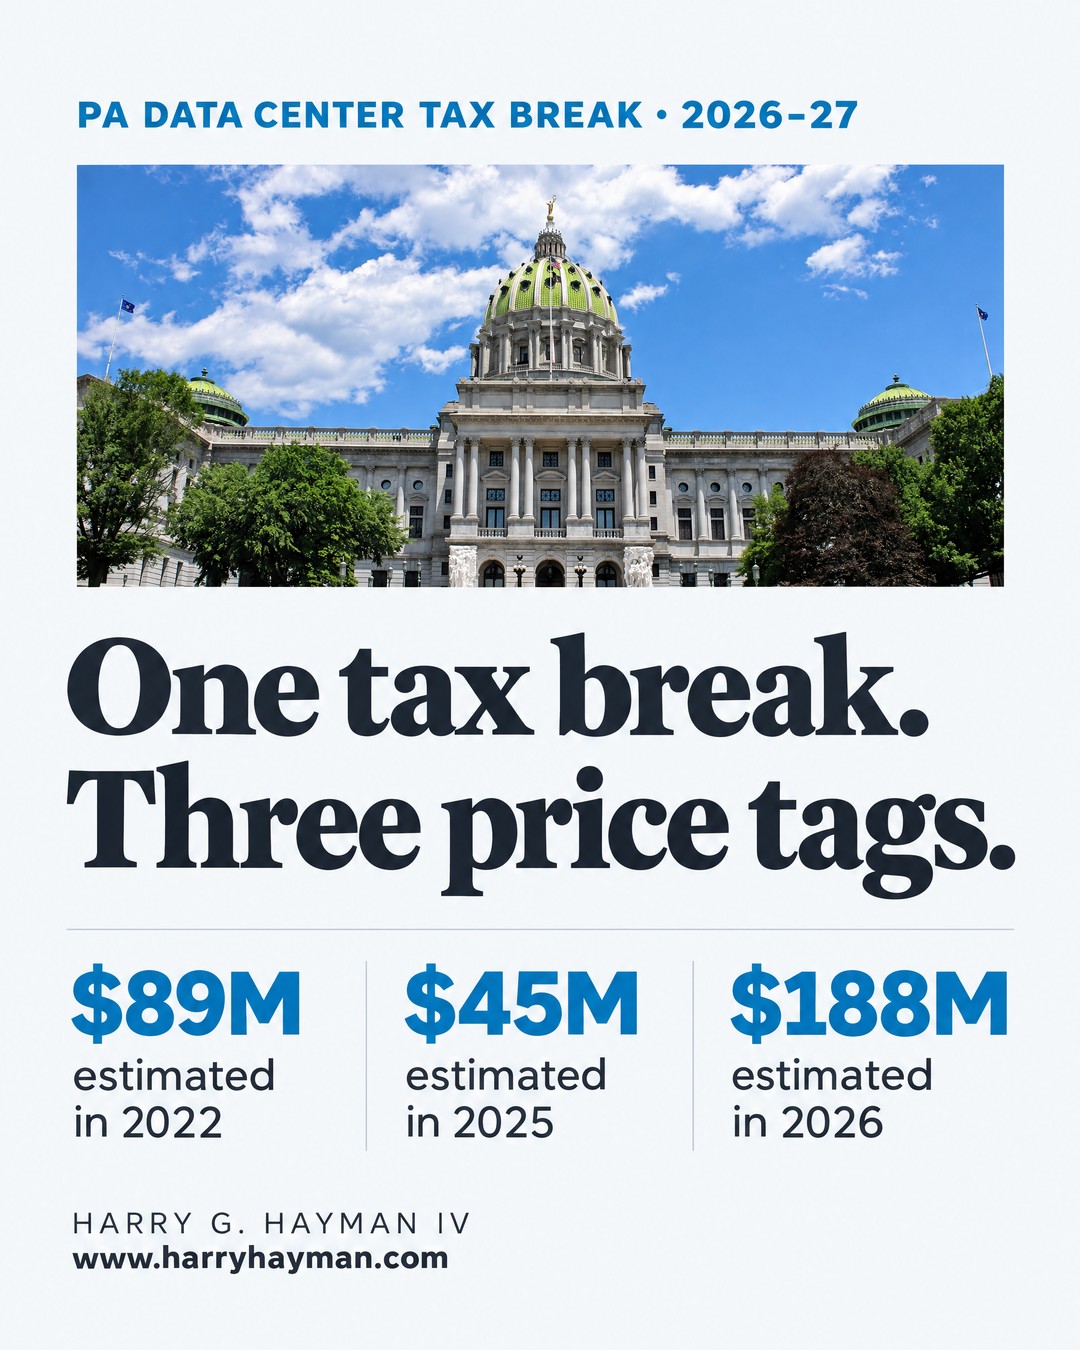 PA DATA CENTER TAX BREAK • 2026–27
One tax break.
Three price tags.
$89M
estimated
in 2022
$45M
estimated
in 2025
$188M
estimated
in 2026
HARRY G. HAYMAN IV
www.harryhayman.com